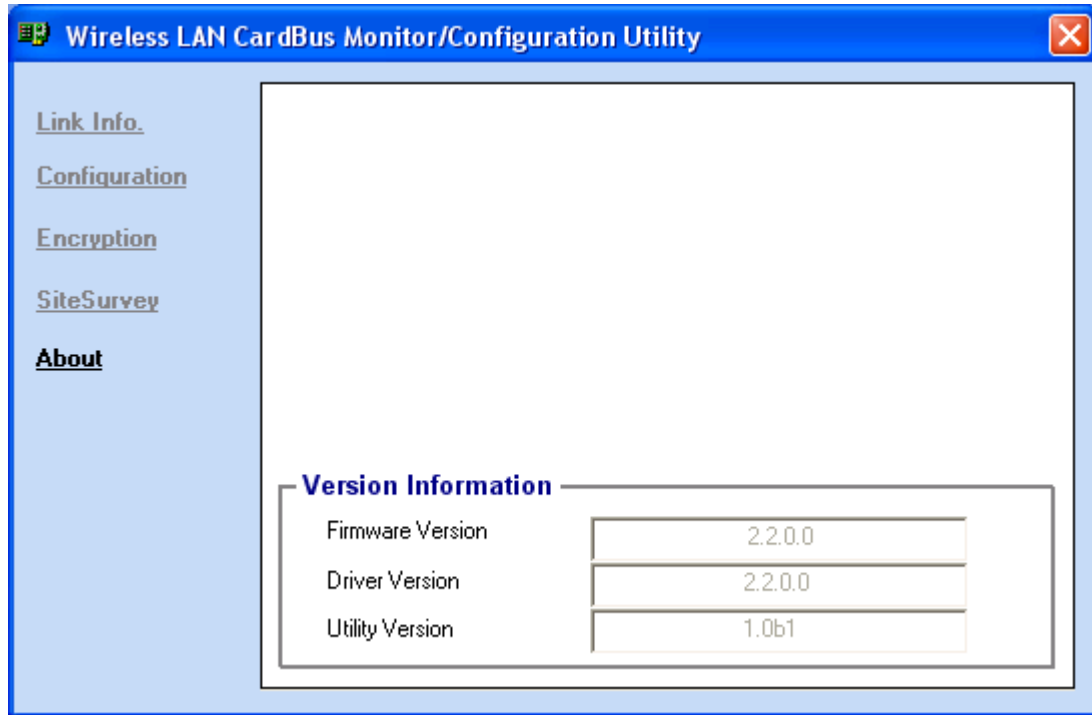 Wireless LAN CardBus Monitor/Configuration Utility
Link Info.
Configuration
Encryption
SiteSurvey
About
Version Information
Firmware Version 2.2.0.0
Driver Version 2.2.0.0
Utility Version 1.0b1